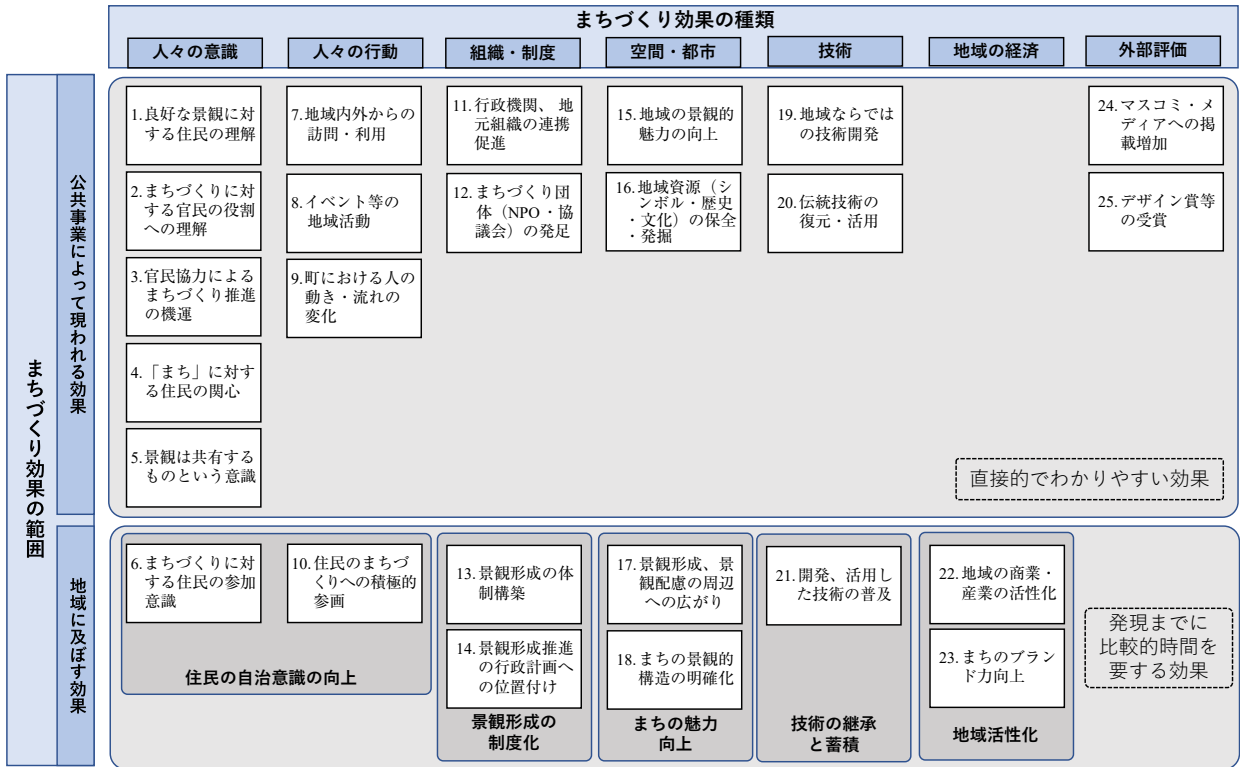 まちづくり効果の種類
人々の意識
人々の行動
組織・制度
空間・都市
技術
地域の経済
外部評価
まちづくり効果の範囲
公共事業によって現われる効果
1.良好な景観に対
する住民の理解
2.まちづくりに対
する官民の役割
への理解
3.官民協力による
まちづくり推進
の機運
4.「まち」に対す
る住民の関心
5.景観は共有する
ものという意識
7.地域内外からの
訪問・利用
8.イベント等の
地域活動
9.町における人の
動き・流れの
変化
11.行政機関、 地
元組織の連携
促進
12.まちづくり団
体(NPO・協
議会)の発足
15.地域の景観的
魅力の向上
16.地域資源(シ
ンボル・歴史
・文化)の保全
・発掘
19.地域ならでは
の技術開発
20.伝統技術の
復元・活用
24.マスコミ・メ
ディアへの掲
載増加
25.デザイン賞等
の受賞
直接的でわかりやすい効果
地域に及ぼす効果
6.まちづくりに対
する住民の参加
意識
10.住民のまちづ
くりへの積極的
参画
住民の自治意識の向上
13.景観形成の体
制構築
14.景観形成推進
の行政計画へ
の位置付け
景観形成の
制度化
17.景観形成、景
観配慮の周辺
への広がり
18.まちの景観的
構造の明確化
まちの魅力
向上
21.開発、活用し
た技術の普及
技術の継承
と蓄積
22.地域の商業・
産業の活性化
23.まちのブラン
ド力向上
地域活性化
発現までに
比較的時間を
要する効果